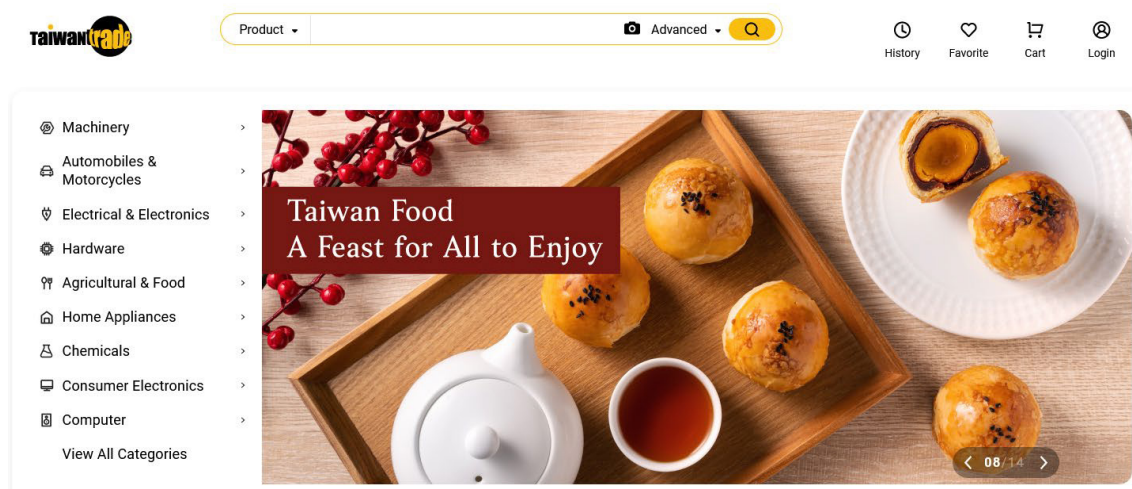 Taiwantrade
Product
Advanced
History
Favorite
Cart
Login
Machinery
Automobiles &
Motorcycles
Electrical & Electronics
Hardware
Agricultural & Food
Home Appliances
Chemicals
Consumer Electronics
Computer
View All Categories
Taiwan Food
A Feast for All to Enjoy
08/14